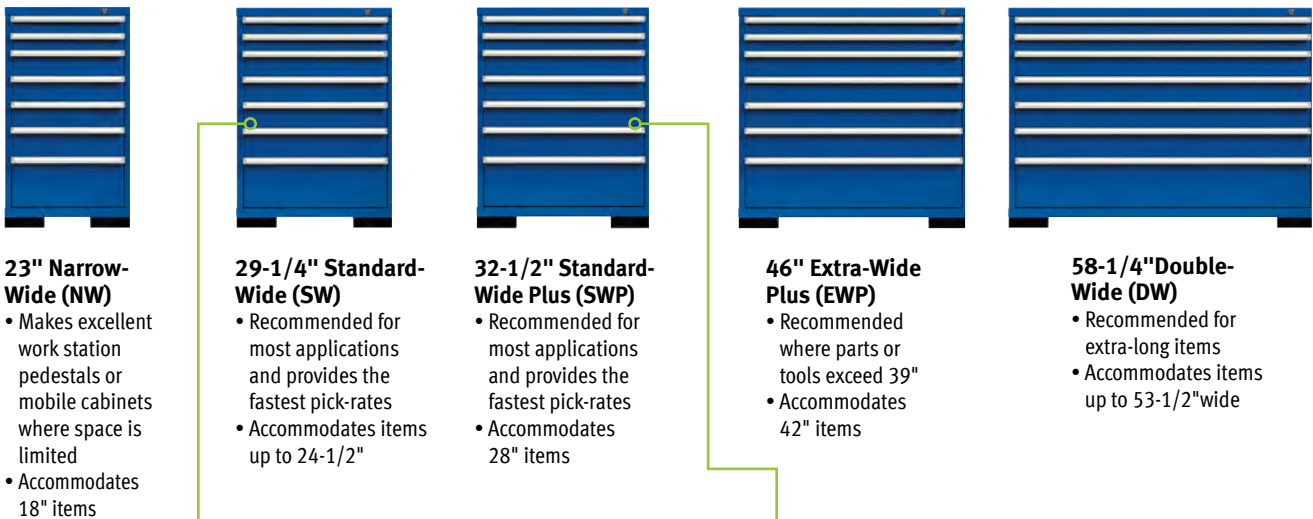 23" Narrow-
Wide (NW)
• Makes excellent
work station
pedestals or
mobile cabinets
where space is
limited
• Accommodates
18" items
29-1/4" Standard-
Wide (SW)
• Recommended for
most applications
and provides the
fastest pick-rates
• Accommodates items
up to 24-1/2"
32-1/2" Standard-
Wide Plus (SWP)
• Recommended for
most applications
and provides the
fastest pick-rates
• Accommodates
28" items
46" Extra-Wide
Plus (EWP)
• Recommended
where parts or
tools exceed 39"
• Accommodates
42" items
58-1/4"Double-
Wide (DW)
• Recommended for
extra-long items
• Accommodates items
up to 53-1/2"wide